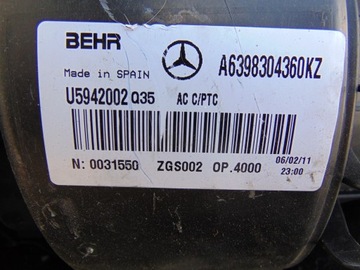 BEHR A6398304360KZ
Made in SPAIN
U5942002 Q35 AC C/PTC
N: 0031550 ZGS002 OP.4000 06/02/11
23:00